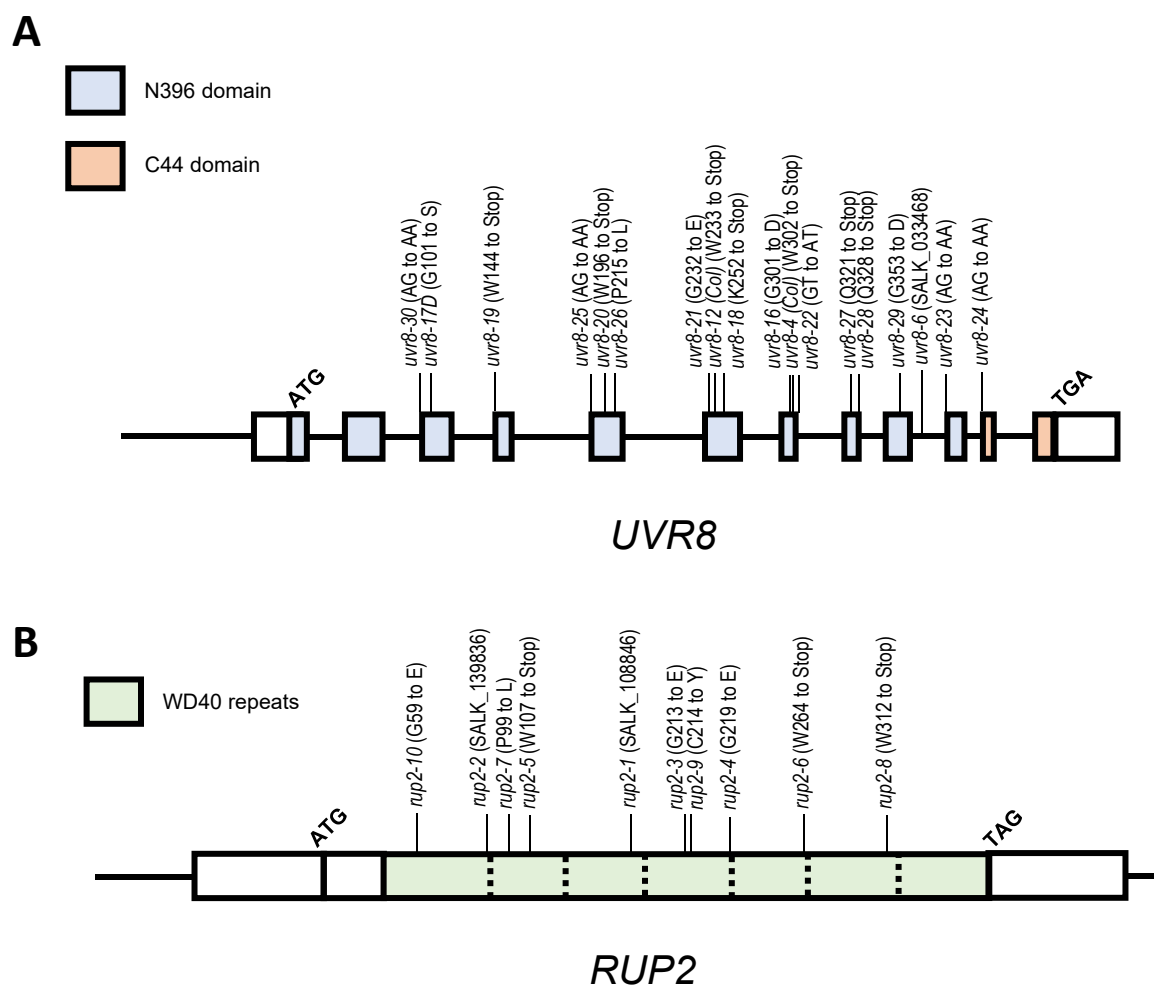 A
N396 domain
C44 domain
uvr8-30 (AG to AA)
uvr8-17D (G101 to S)
uvr8-19 (W144 to Stop)
uvr8-25 (AG to AA)
uvr8-20 (W196 to Stop)
uvr8-26 (P215 to L)
uvr8-21 (G232 to E)
uvr8-12 (Col) (W233 to Stop)
uvr8-18 (K252 to Stop)
uvr8-16 (G301 to D)
uvr8-4 (Col) (W302 to Stop)
uvr8-22 (GT to AT)
uvr8-27 (Q321 to Stop)
uvr8-28 (Q328 to Stop)
uvr8-29 (G353 to D)
uvr8-6 (SALK_033468)
uvr8-23 (AG to AA)
uvr8-24 (AG to AA)
ATG
TGA
UVR8
B
WD40 repeats
rup2-10 (G59 to E)
rup2-2 (SALK_139836)
rup2-7 (P99 to L)
rup2-5 (W107 to Stop)
rup2-1 (SALK_108846)
rup2-3 (G213 to E)
rup2-9 (C214 to Y)
rup2-4 (G219 to E)
rup2-6 (W264 to Stop)
rup2-8 (W312 to Stop)
ATG
TAG
RUP2